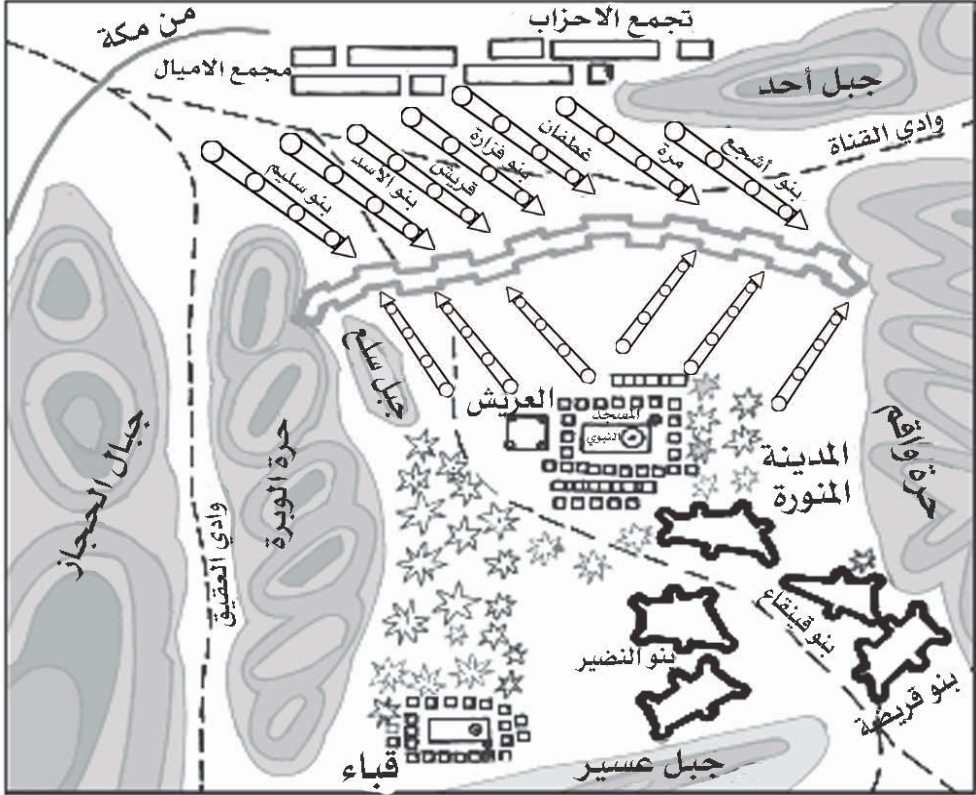 تجمع الاحزاب
من مكة
مجمع الاميال
جبل أحد
وادي القناة
بنو أشجع
مرة
غطفان
بنو فزارة
قريش
بنو الاسد
بنو سليم
جبل سلع
العريش
المسجد
النبوي
المدينة
المنورة
حرة واقم
جبال الحجاز
وادي العقيق
حرة الوبرة
بنو قينقاع
بنو النضير
بنو قريضة
قباء
جبل عسير